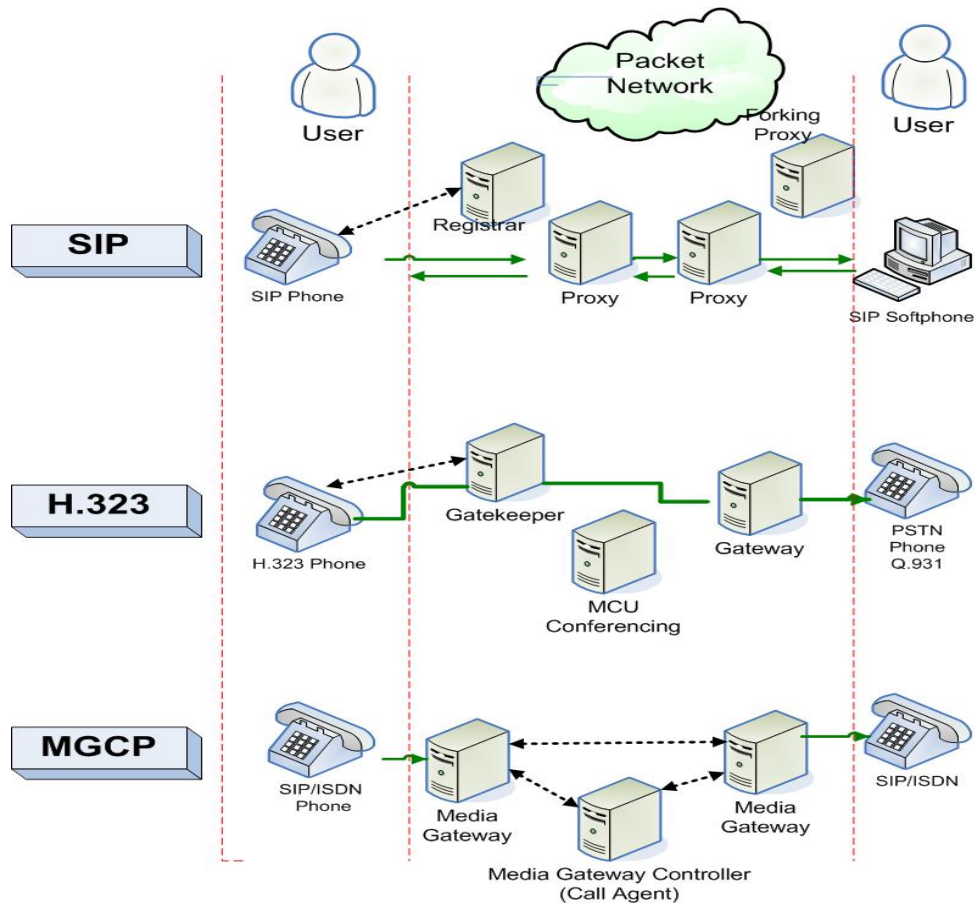 Packet
Network
User
User
Forking
Proxy
SIP
Registrar
SIP Phone
Proxy
Proxy
SIP Softphone
H.323
Gatekeeper
H.323 Phone
Gateway
PSTN
Phone
Q.931
MCU
Conferencing
MGCP
SIP/ISDN
Phone
Media
Gateway
Media
Gateway
SIP/ISDN
Media Gateway Controller
(Call Agent)